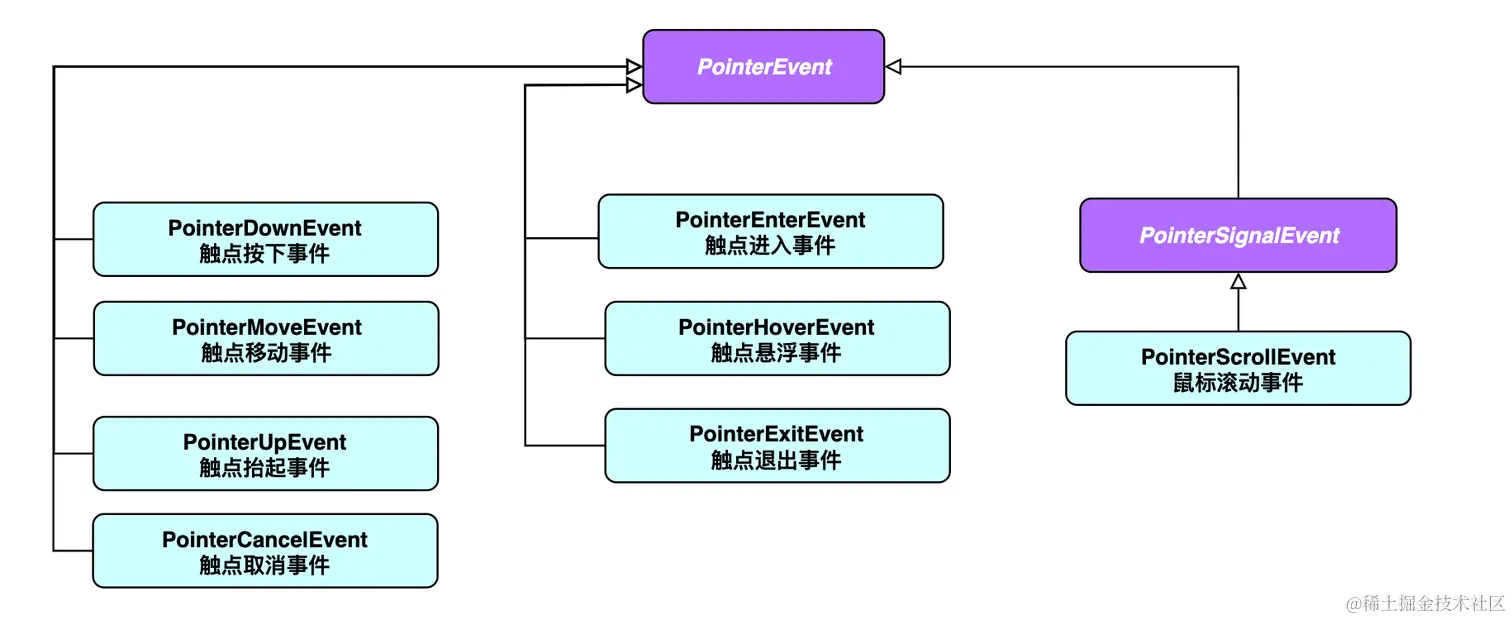 PointerEvent
PointerDownEvent
触点按下事件
PointerMoveEvent
触点移动事件
PointerUpEvent
触点抬起事件
PointerCancelEvent
触点取消事件
PointerEnterEvent
触点进入事件
PointerHoverEvent
触点悬浮事件
PointerExitEvent
触点退出事件
PointerSignalEvent
PointerScrollEvent
鼠标滚动事件
@稀土掘金技术社区